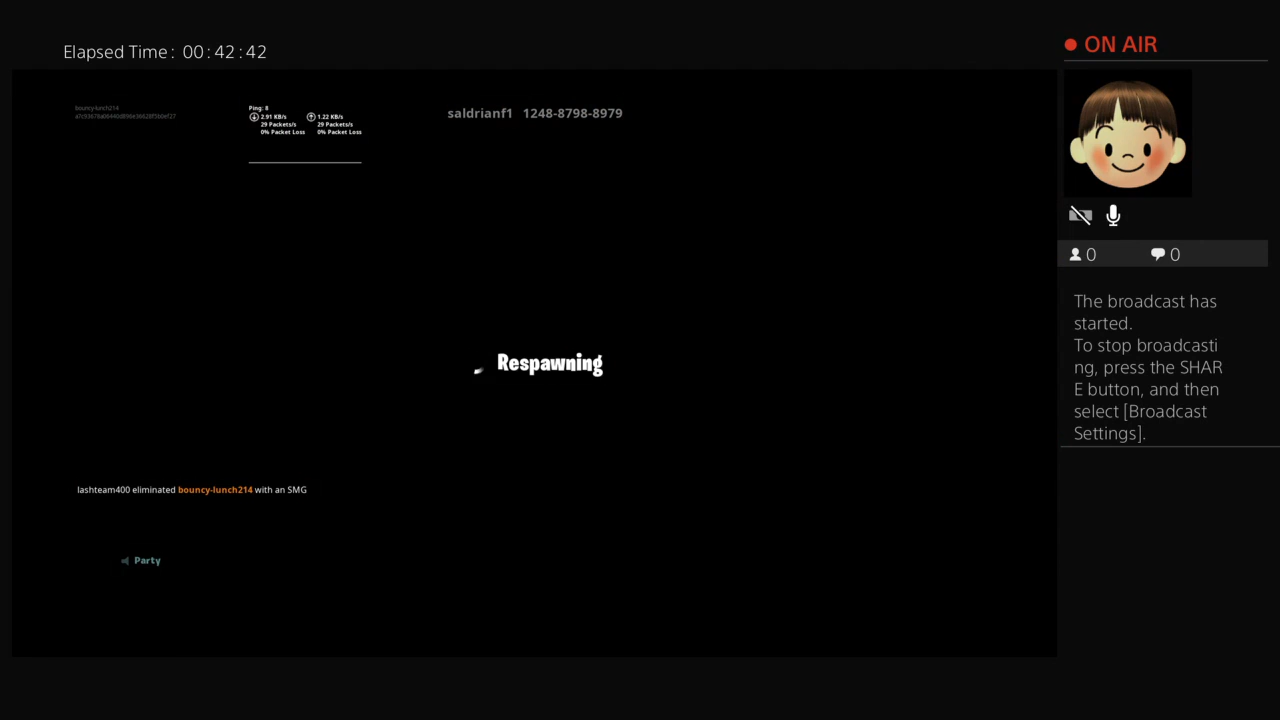 Elapsed Time: 00:42:42
ON AIR
bouncy-lunch214
Ping: 8
2.91 KB/s 1.22 KB/s
29 Packets/s 29 Packets/s
0% Packet Loss 0% Packet Loss
saldrianf1 1248-8798-8979
0 0
The broadcast has
started.
To stop broadcasti
ng, press the SHAR
E button, and then
select [Broadcast
Settings].
Respawning
lashteam400 eliminated bouncy-lunch214 with an SMG
Party